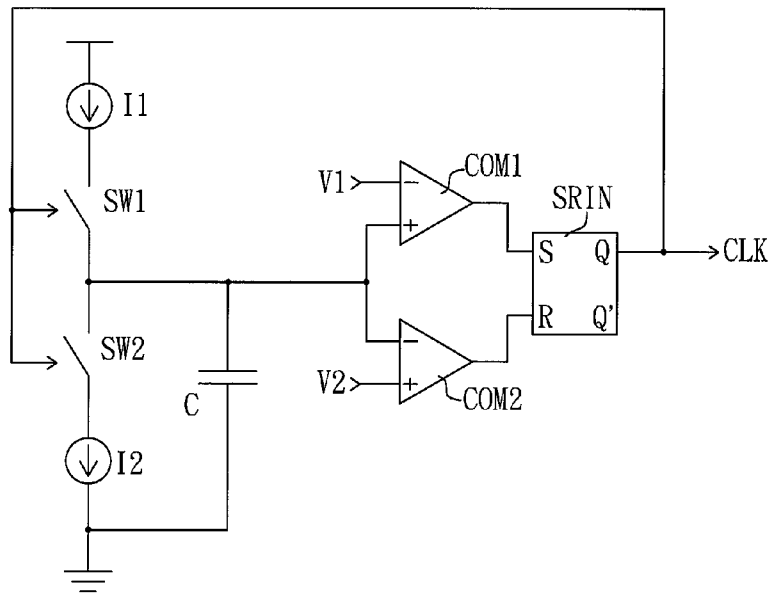 I1
SW1
V1
−
+
COM1
SRIN
S
Q
CLK
R
Q'
SW2
C
−
V2
+
COM2
I2